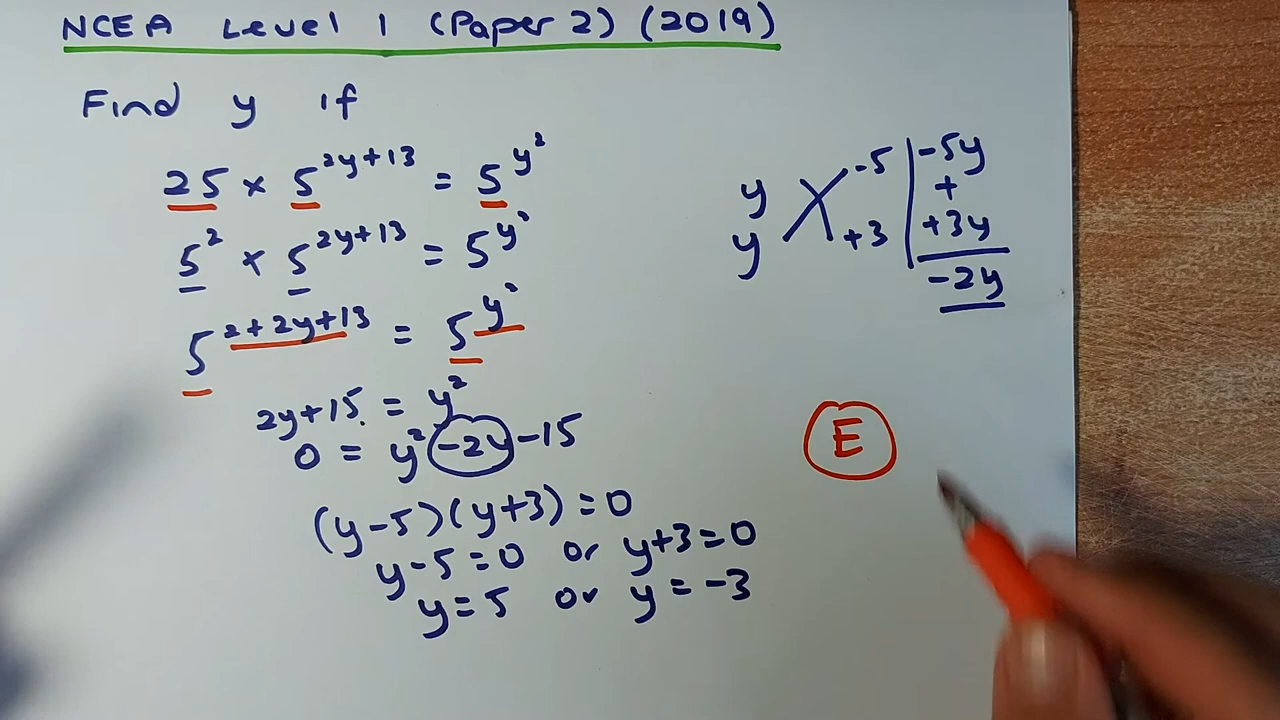 NCEA Level 1 (Paper 2) (2019)
Find y if
25 × 5^(2y+13) = 5^(y²)
5² × 5^(2y+13) = 5^(y²)
5^(2+2y+13) = 5^(y²)
2y+15 = y²
0 = y² -2y -15
(y-5)(y+3) = 0
y-5=0 or y+3=0
y=5 or y=-3
y -5 | -5y
+
y +3 | +3y
-2y
E